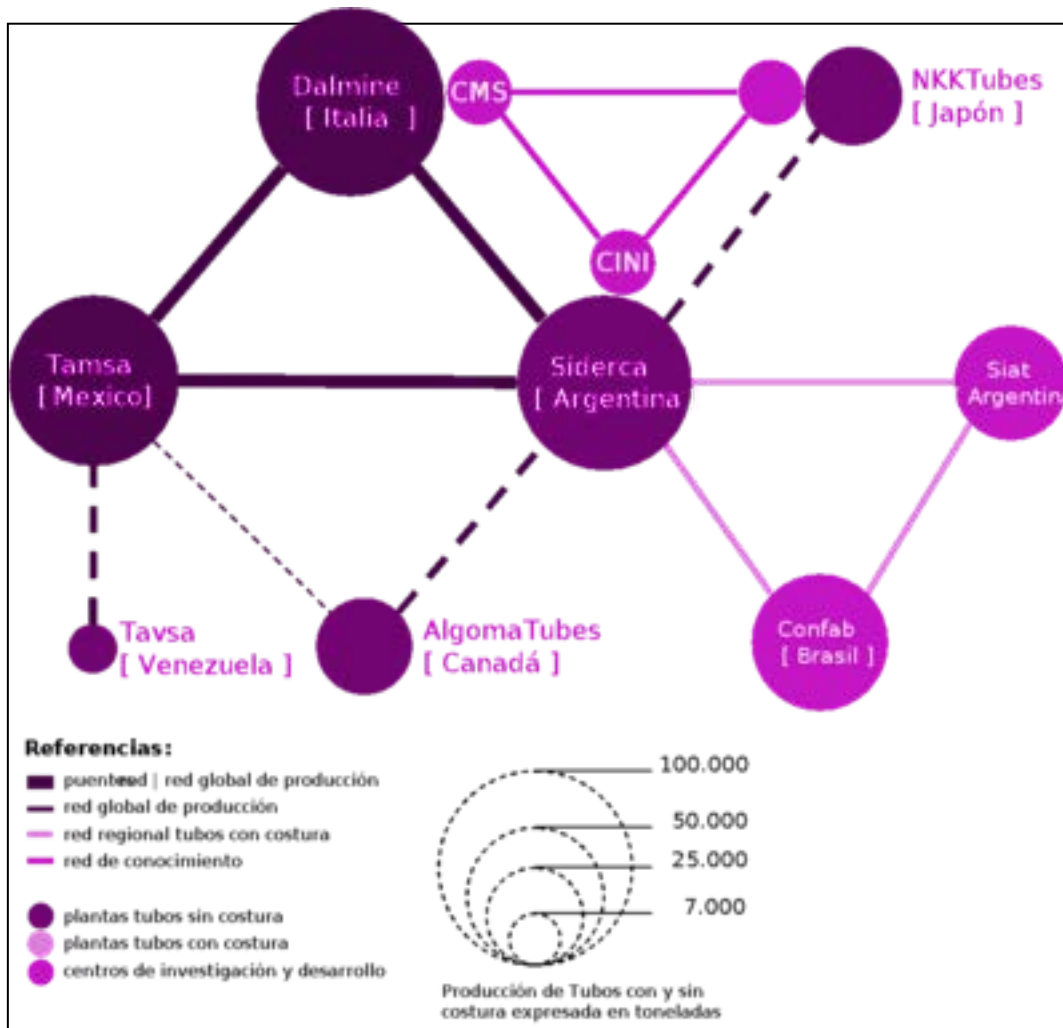 Dalmine
[ Italia ]
CMS
NKKTubes
[ Japón ]
CINI
Tamsa
[ Mexico]
Siderca
[ Argentina
Siat
Argentin
Tavsa
[ Venezuela ]
AlgomaTubes
[ Canadá ]
Confab
[ Brasil ]
Referencias:
red | red global de producción
red global de producción
red regional tubos con costura
red de conocimiento
plantas tubos sin costura
plantas tubos con costura
centros de investigación y desarrollo
100.000
50.000
25.000
7.000
Producción de Tubos con y sin
costura expresada en toneladas